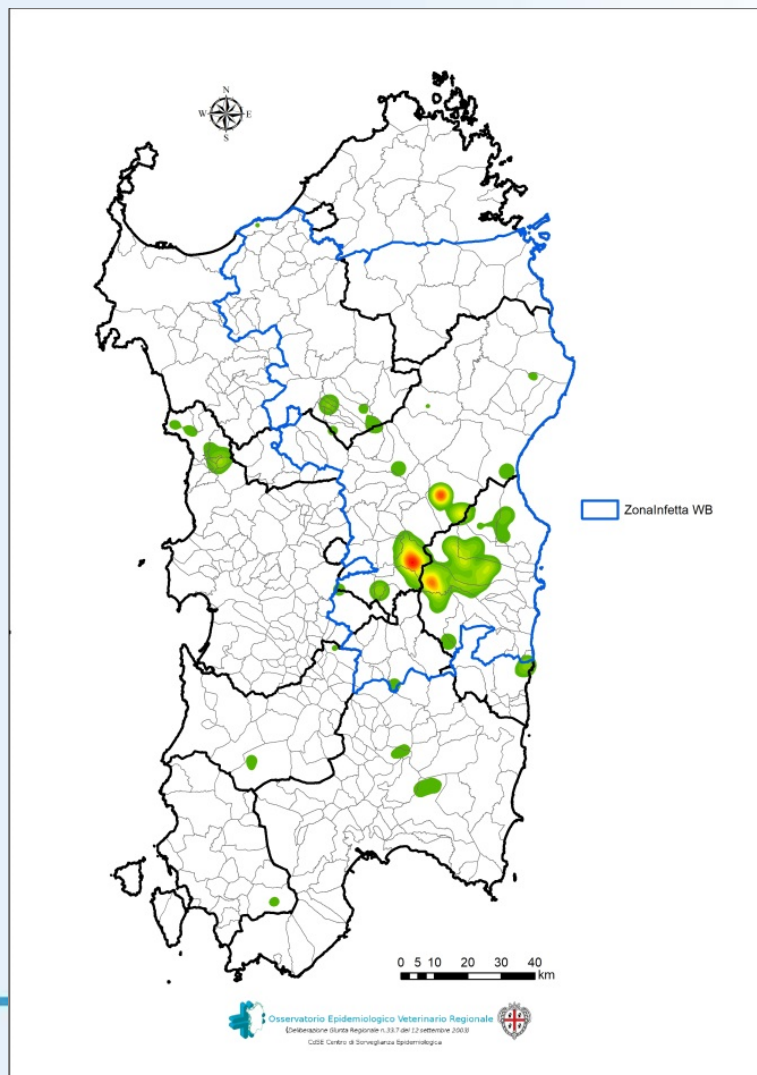 N
W E
S
ZonaInfetta WB
0 5 10 20 30 40
km
Osservatorio Epidemiologico Veterinario Regionale
(Deliberazione Giunta Regionale n.33.7 del 12 settembre 2003)
CdSE Centro di Sorveglianza Epidemiologica